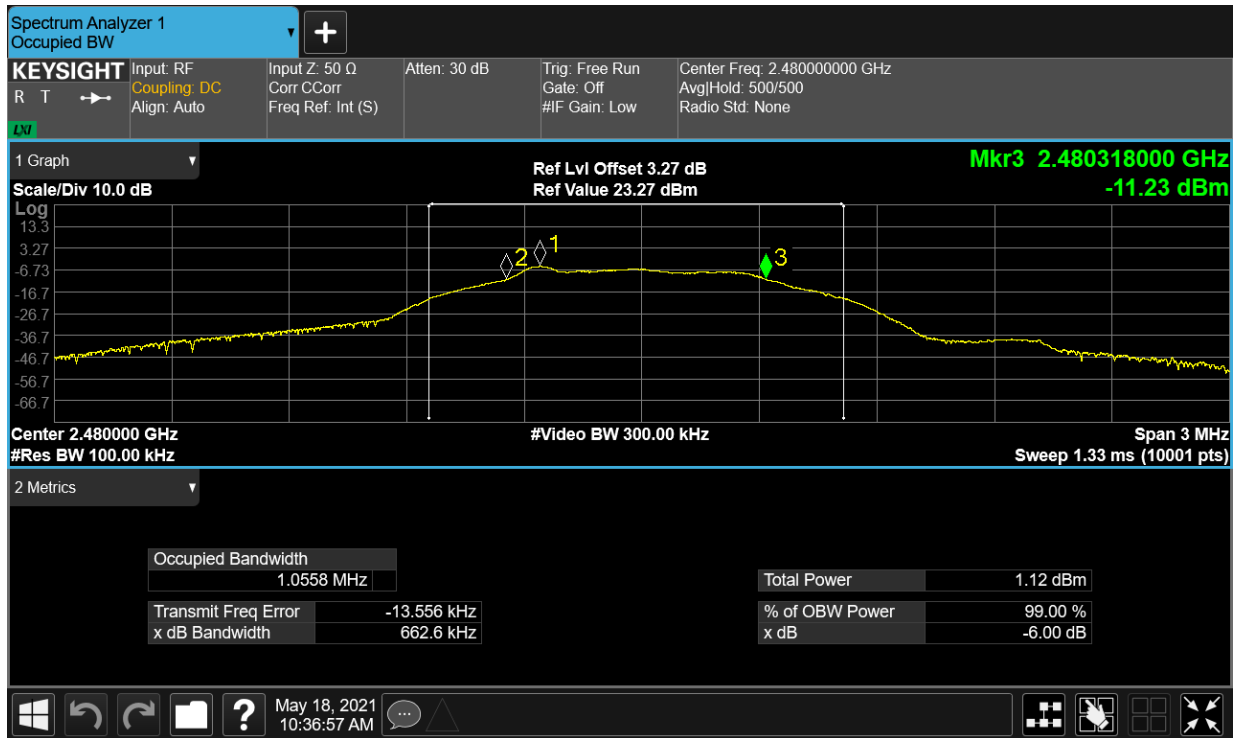 Spectrum Analyzer 1
Occupied BW
KEYSIGHT
R T
LXI
Input: RF
Coupling: DC
Align: Auto
Input Z: 50 Ω
Corr CCorr
Freq Ref: Int (S)
Atten: 30 dB
Trig: Free Run
Gate: Off
#IF Gain: Low
Center Freq: 2.480000000 GHz
Avg|Hold: 500/500
Radio Std: None
1 Graph
Scale/Div 10.0 dB
Ref Lvl Offset 3.27 dB
Ref Value 23.27 dBm
Mkr3 2.480318000 GHz
-11.23 dBm
Log
13.3
3.27
-6.73
-16.7
-26.7
-36.7
-46.7
-56.7
-66.7
2
1
3
Center 2.480000 GHz
#Video BW 300.00 kHz
Span 3 MHz
#Res BW 100.00 kHz
Sweep 1.33 ms (10001 pts)
2 Metrics
Occupied Bandwidth
1.0558 MHz
Transmit Freq Error -13.556 kHz
x dB Bandwidth 662.6 kHz
Total Power 1.12 dBm
% of OBW Power 99.00 %
x dB -6.00 dB
?
May 18, 2021
10:36:57 AM